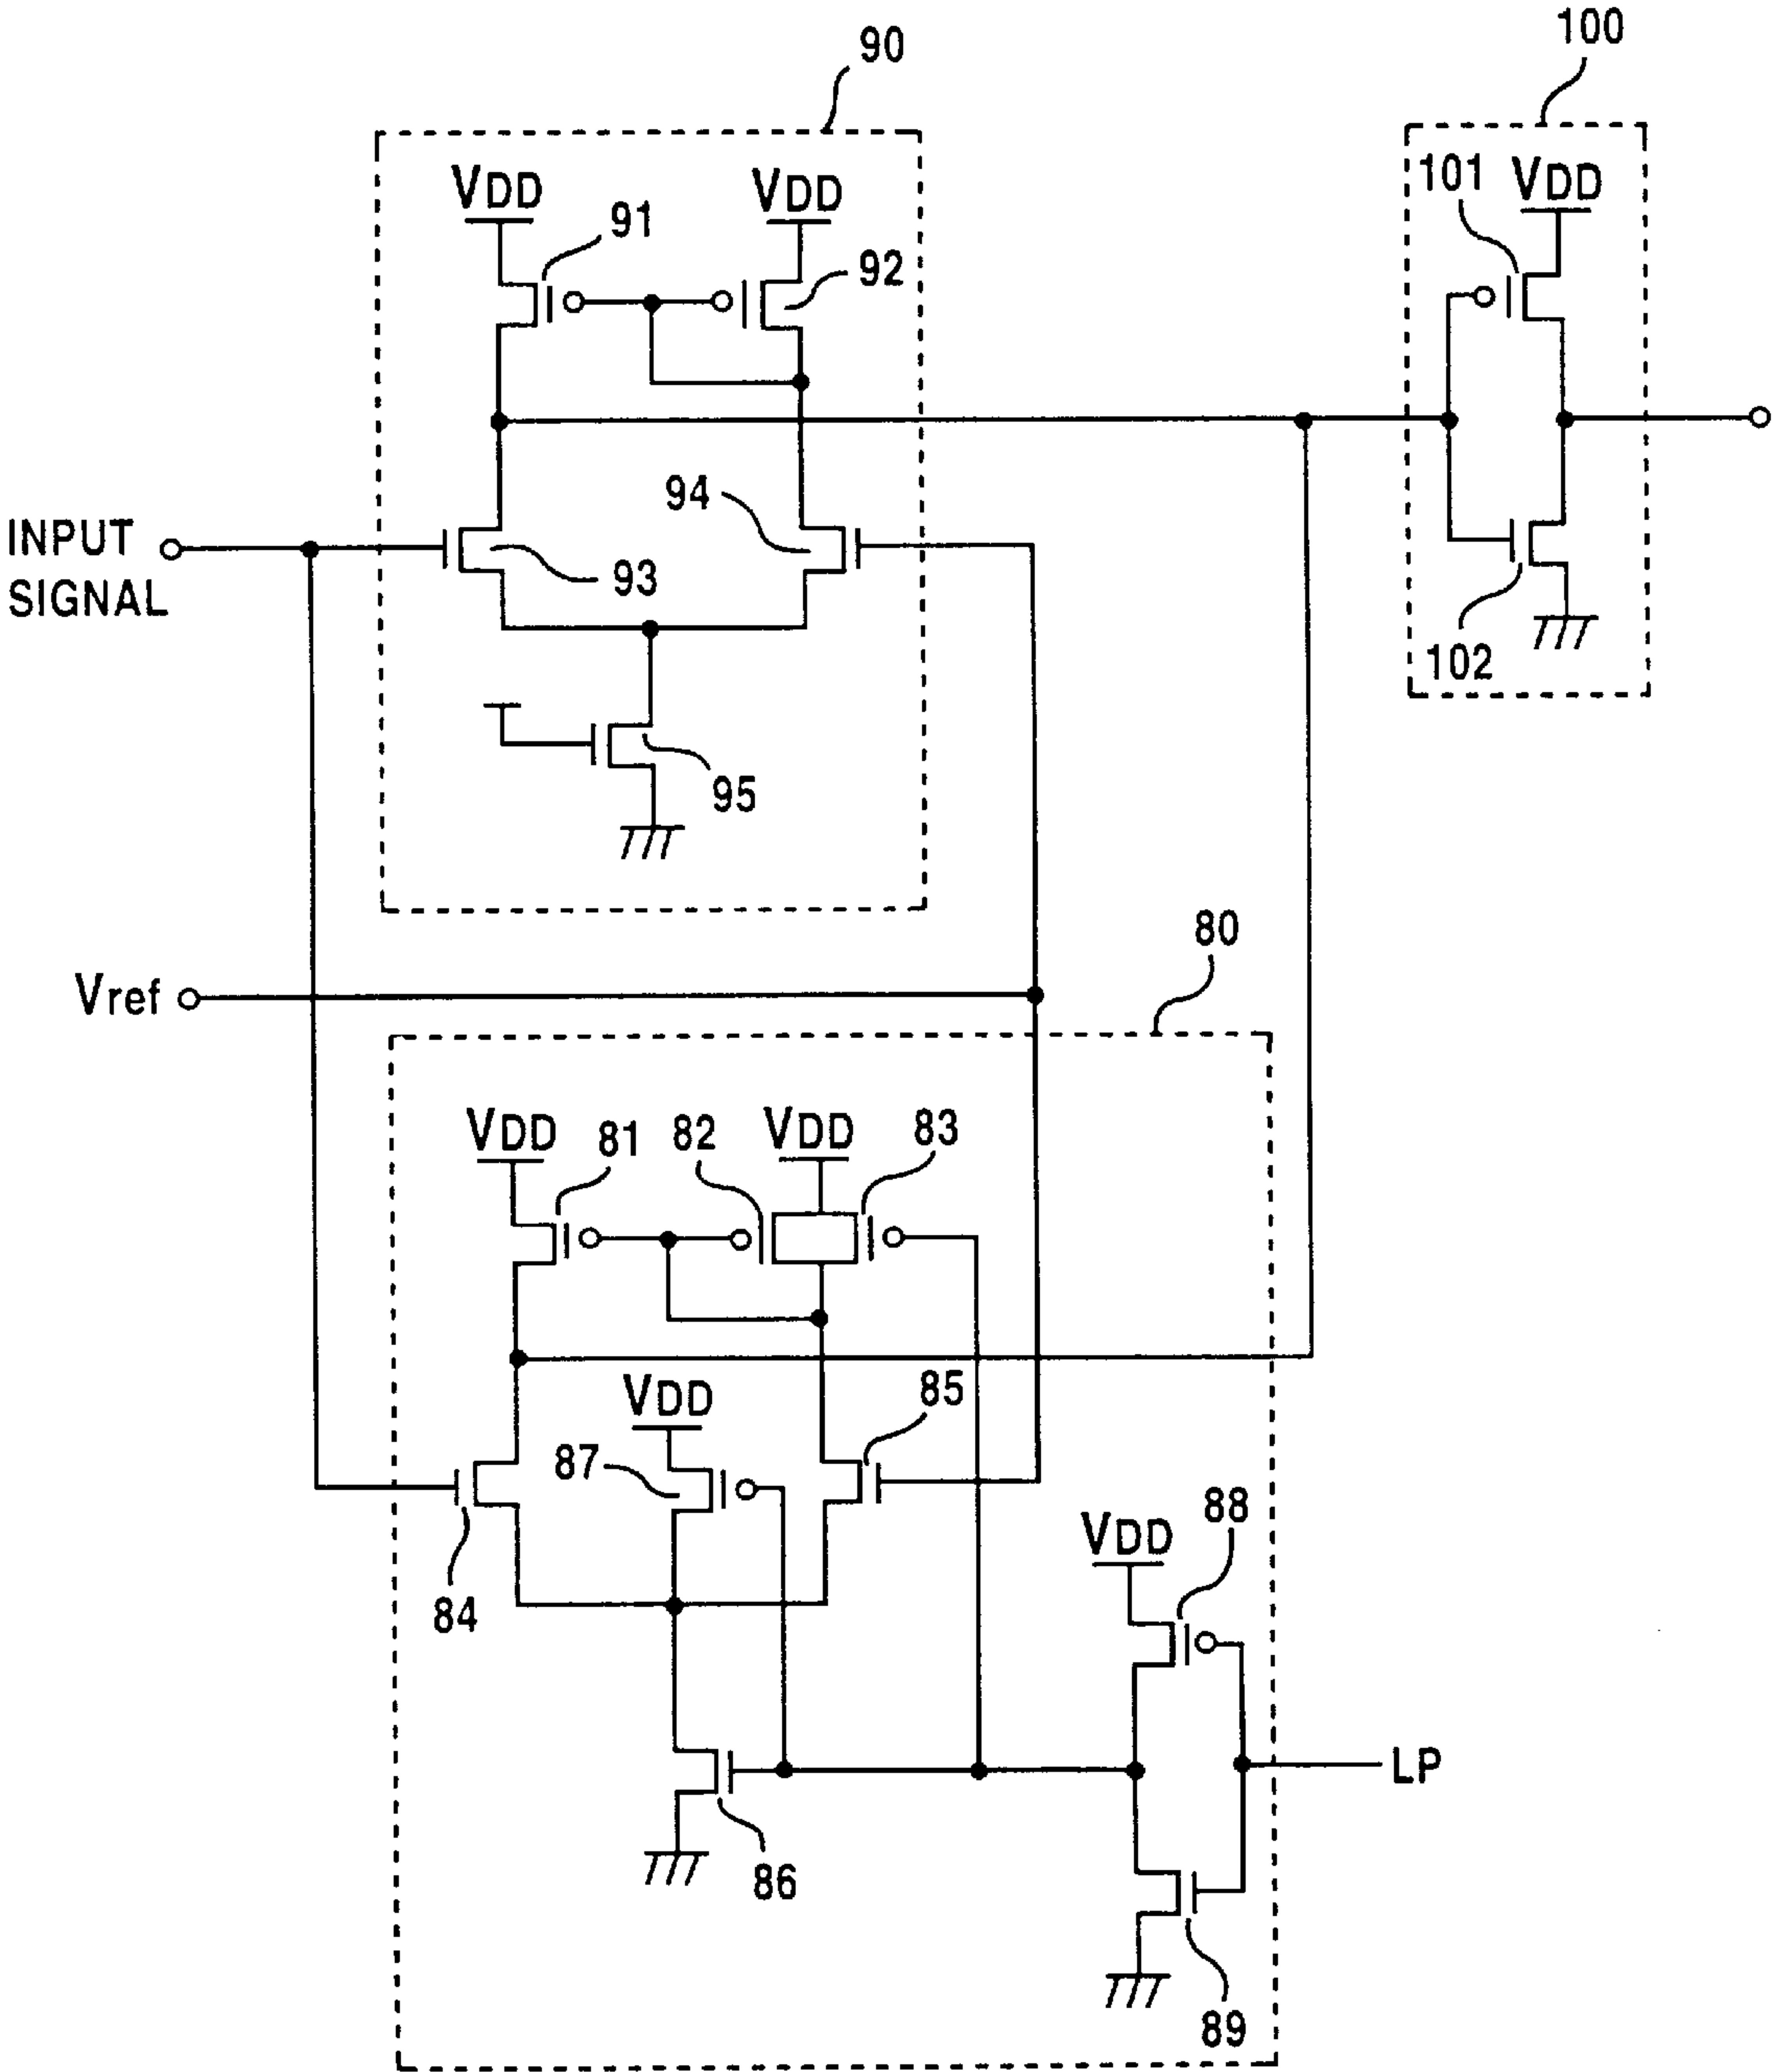 90
100
VDD
VDD
91
92
101
VDD
94
INPUT
SIGNAL
93
102
95
80
Vref
VDD
81
82
VDD
83
VDD
85
87
88
VDD
84
LP
86
89